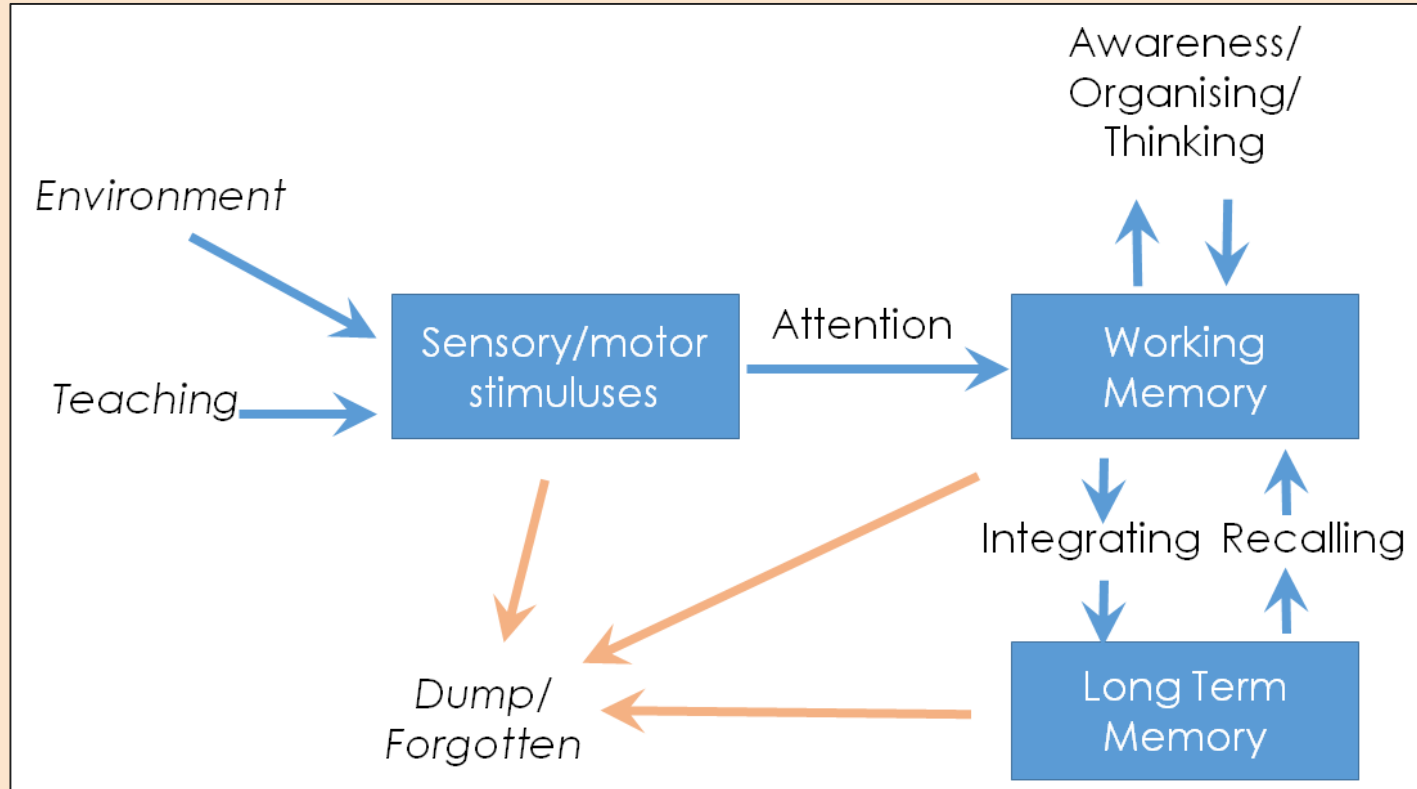 Awareness/
Organising/
Thinking
Environment
Sensory/motor
stimuluses
Attention
Working
Memory
Teaching
Integrating Recalling
Dump/
Forgotten
Long Term
Memory